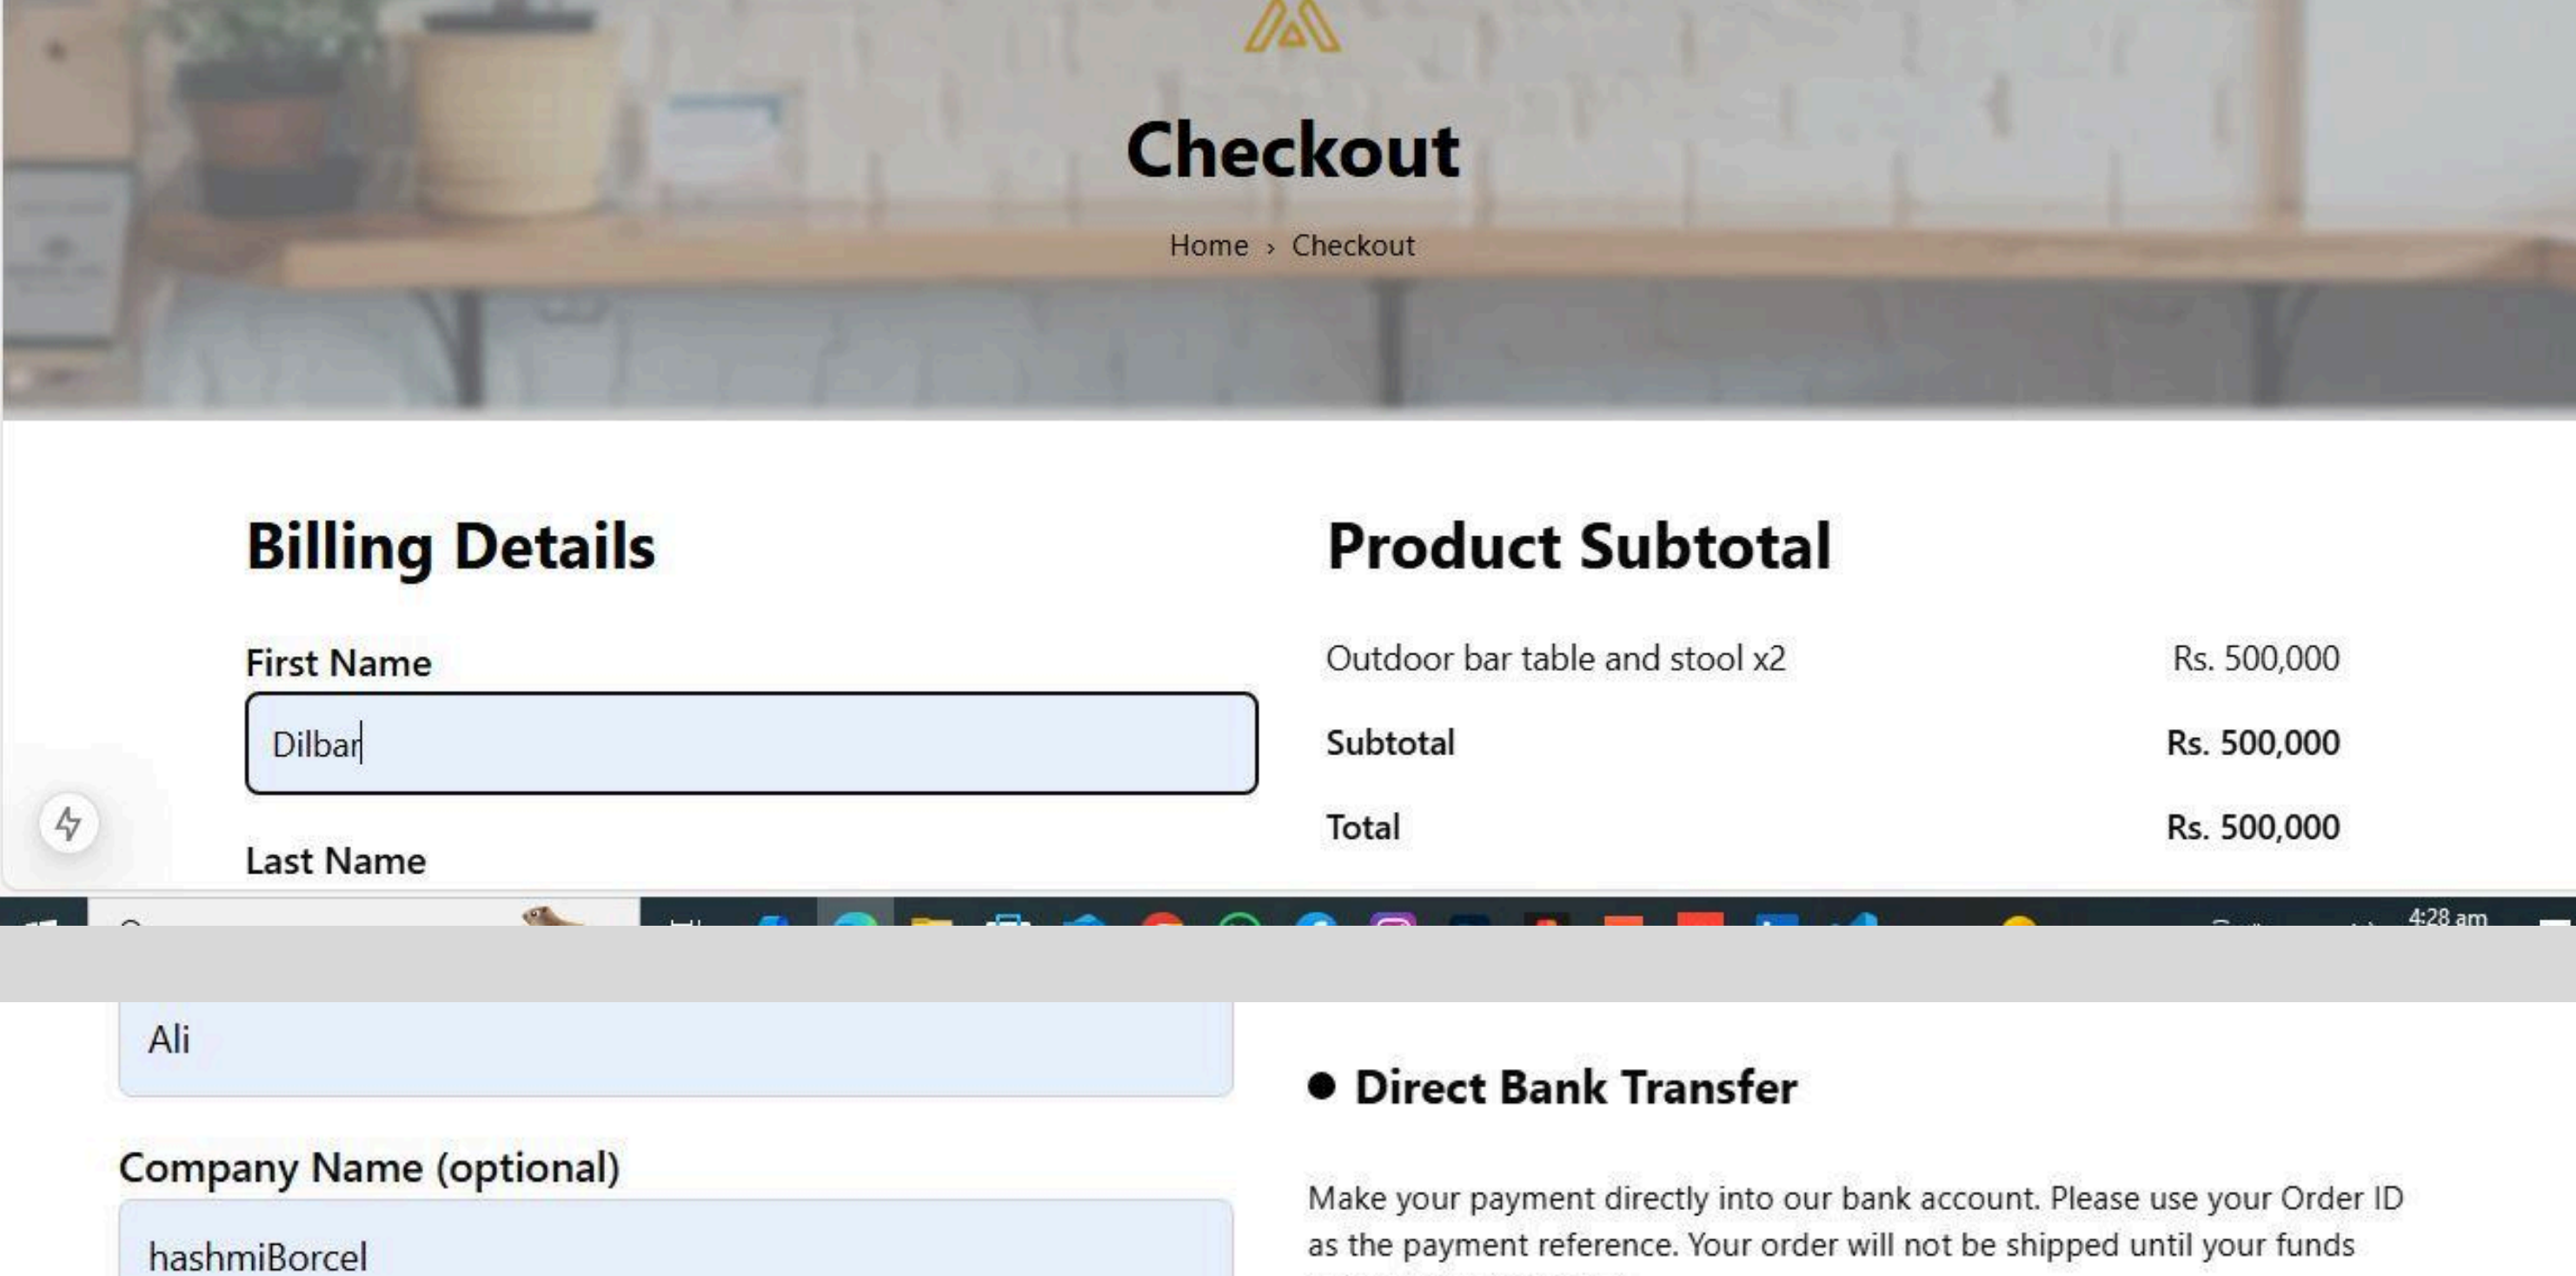 Checkout
Home › Checkout
Billing Details
First Name
Dilbar
Last Name
Product Subtotal
Outdoor bar table and stool x2 Rs. 500,000
Subtotal Rs. 500,000
Total Rs. 500,000
4:28 am
Ali
Company Name (optional)
hashmiBorcel
Direct Bank Transfer
Make your payment directly into our bank account. Please use your Order ID
as the payment reference. Your order will not be shipped until your funds